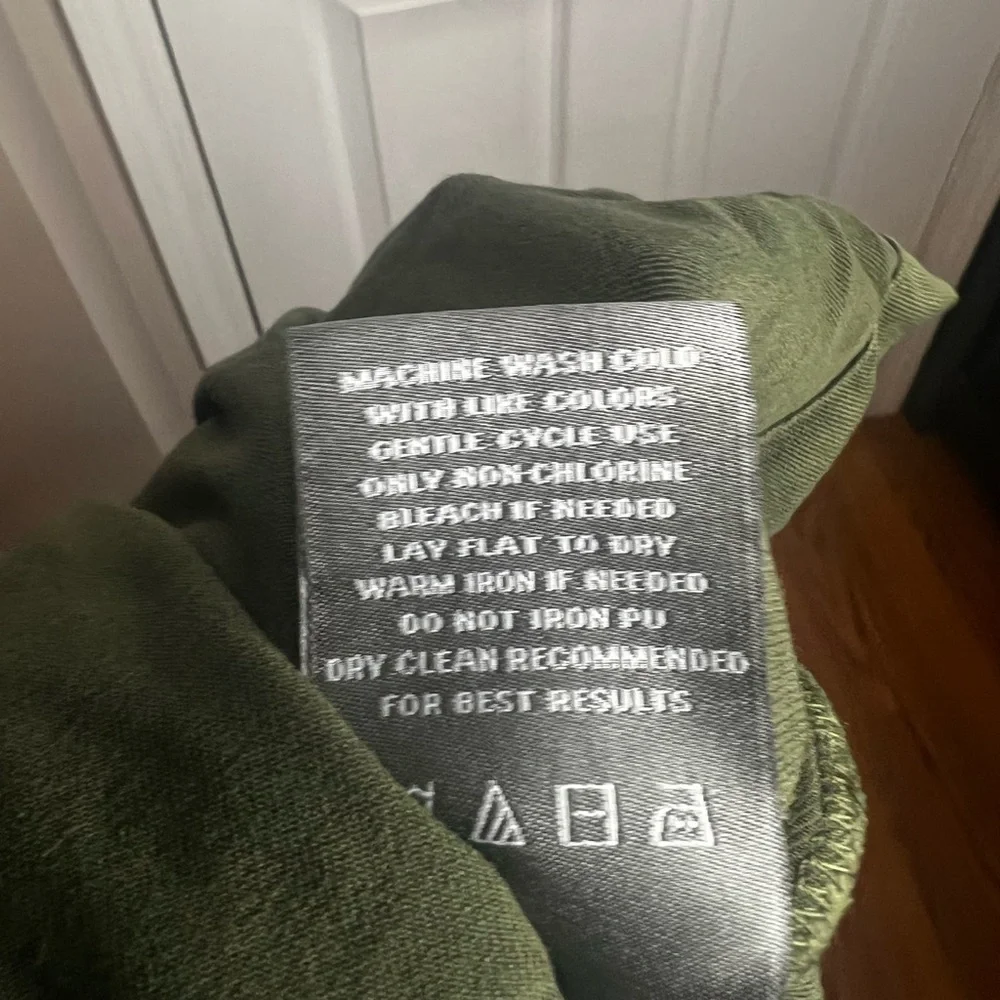 MACHINE WASH COLD
WITH LIKE COLORS
GENTLE CYCLE USE
ONLY NON-CHLORINE
BLEACH IF NEEDED
LAY FLAT TO DRY
WARM IRON IF NEEDED
DO NOT IRON PU
DRY CLEAN RECOMMENDED
FOR BEST RESULTS